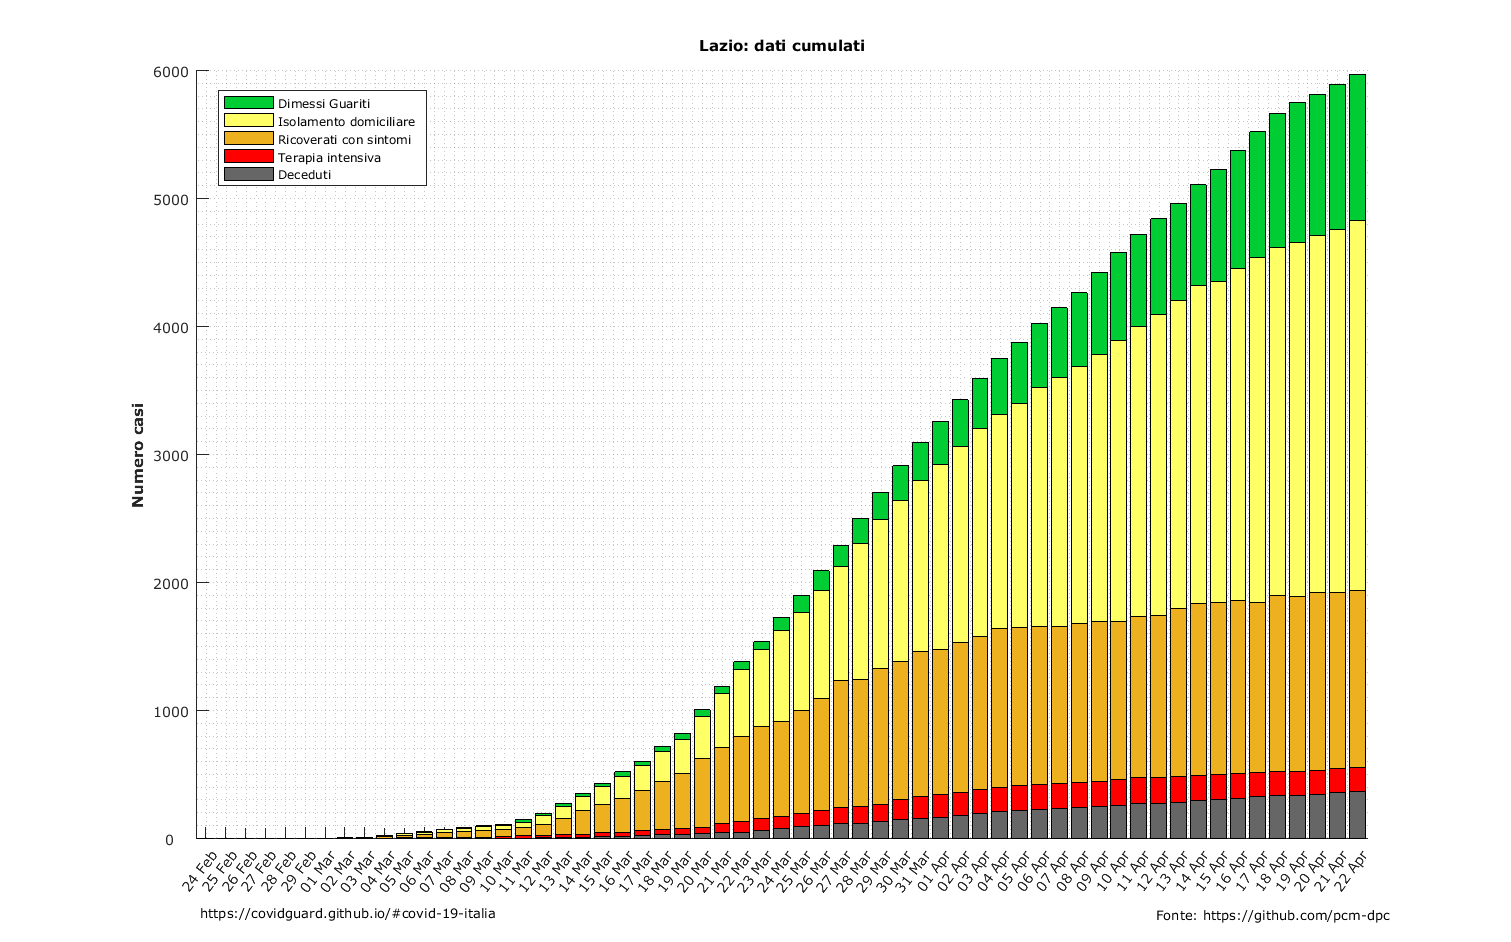 Lazio: dati cumulati
6000
5000
4000
3000
2000
1000
0
Numero casi
Dimessi Guariti
Isolamento domiciliare
Ricoverati con sintomi
Terapia intensiva
Deceduti
24 Feb
25 Feb
26 Feb
27 Feb
28 Feb
29 Feb
01 Mar
02 Mar
03 Mar
04 Mar
05 Mar
06 Mar
07 Mar
08 Mar
09 Mar
10 Mar
11 Mar
12 Mar
13 Mar
14 Mar
15 Mar
16 Mar
17 Mar
18 Mar
19 Mar
20 Mar
21 Mar
22 Mar
23 Mar
24 Mar
25 Mar
26 Mar
27 Mar
28 Mar
29 Mar
30 Mar
31 Mar
01 Apr
02 Apr
03 Apr
04 Apr
05 Apr
06 Apr
07 Apr
08 Apr
09 Apr
10 Apr
11 Apr
12 Apr
13 Apr
14 Apr
15 Apr
16 Apr
17 Apr
18 Apr
19 Apr
20 Apr
21 Apr
22 Apr
https://covidguard.github.io/#covid-19-italia
Fonte: https://github.com/pcm-dpc